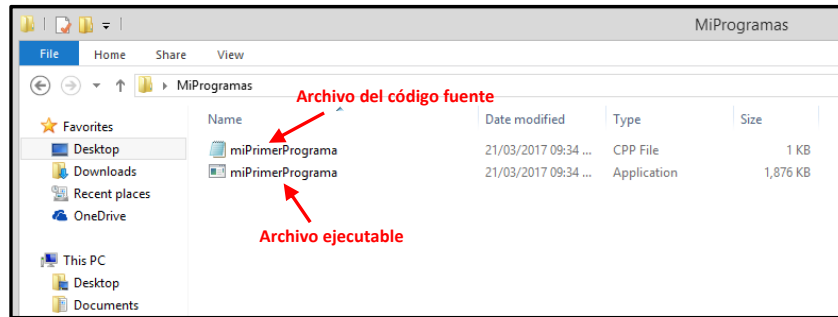 MiProgramas
File Home Share View
MiProgramas
Archivo del código fuente
Name Date modified Type Size
Favorites
Desktop miPrimerPrograma 21/03/2017 09:34 ... CPP File 1 KB
Downloads miPrimerPrograma 21/03/2017 09:34 ... Application 1,876 KB
Recent places
OneDrive
Archivo ejecutable
This PC
Desktop
Documents